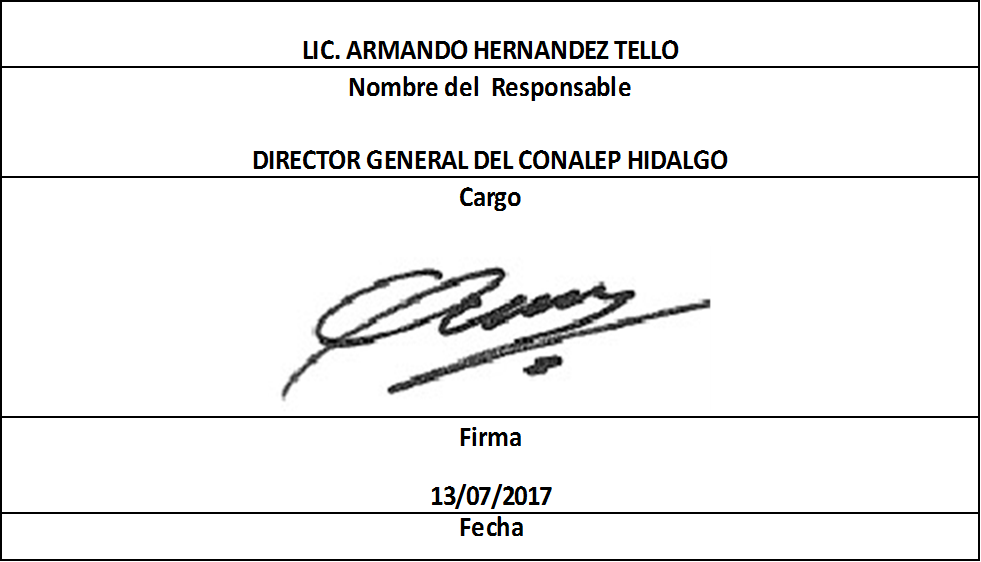 LIC. ARMANDO HERNANDEZ TELLO
Nombre del Responsable
DIRECTOR GENERAL DEL CONALEP HIDALGO
Cargo
Firma
13/07/2017
Fecha